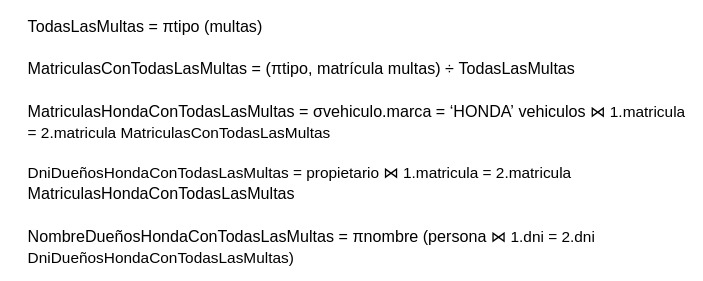 TodasLasMultas = πtipo (multas)
MatriculasConTodasLasMultas = (πtipo, matrícula multas) ÷ TodasLasMultas
MatriculasHondaConTodasLasMultas = σvehiculo.marca = ‘HONDA’ vehiculos ⋈ 1.matricula
= 2.matricula MatriculasConTodasLasMultas
DniDueñosHondaConTodasLasMultas = propietario ⋈ 1.matricula = 2.matricula
MatriculasHondaConTodasLasMultas
NombreDueñosHondaConTodasLasMultas = πnombre (persona ⋈ 1.dni = 2.dni
DniDueñosHondaConTodasLasMultas)